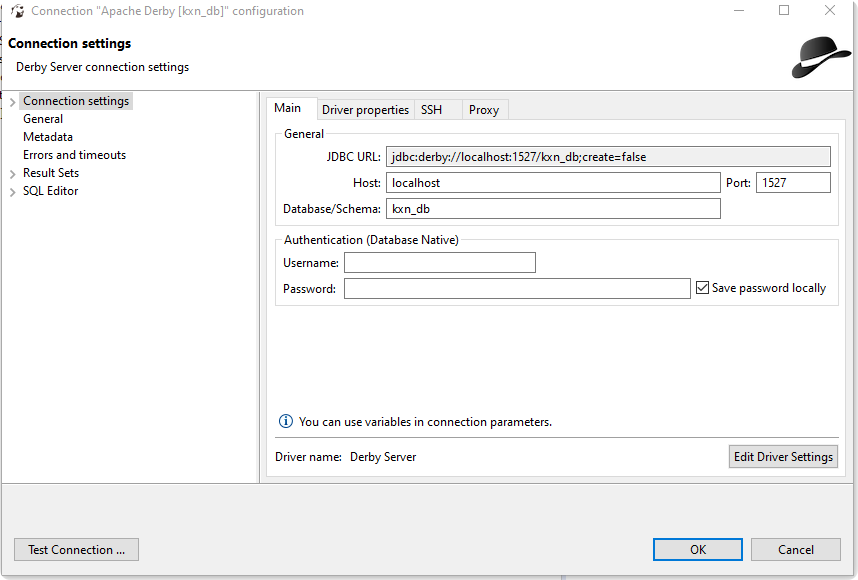 Connection "Apache Derby [kxn_db]" configuration
Connection settings
Derby Server connection settings
Connection settings
General
Metadata
Errors and timeouts
Result Sets
SQL Editor
Main Driver properties SSH Proxy
General
JDBC URL: jdbc:derby://localhost:1527/kxn_db;create=false
Host: localhost Port: 1527
Database/Schema: kxn_db
Authentication (Database Native)
Username:
Password: Save password locally
You can use variables in connection parameters.
Driver name: Derby Server Edit Driver Settings
Test Connection ... OK Cancel